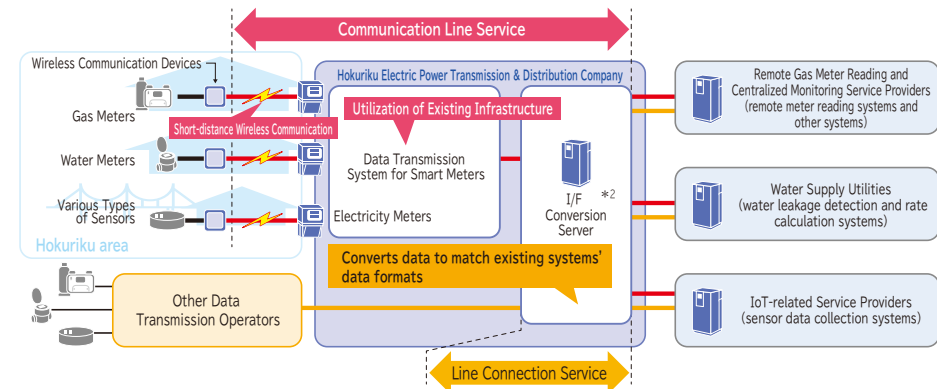 Communication Line Service
Wireless Communication Devices
Hokuriku Electric Power Transmission & Distribution Company
Gas Meters
Short-distance Wireless Communication
Utilization of Existing Infrastructure
Water Meters
Data Transmission
System for Smart Meters
Various Types
of Sensors
Electricity Meters
Hokuriku area
I/F
Conversion
Server
*2
Converts data to match existing systems'
data formats
Other Data
Transmission Operators
Line Connection Service
Remote Gas Meter Reading and
Centralized Monitoring Service Providers
(remote meter reading systems and
other systems)
Water Supply Utilities
(water leakage detection and rate
calculation systems)
IoT-related Service Providers
(sensor data collection systems)